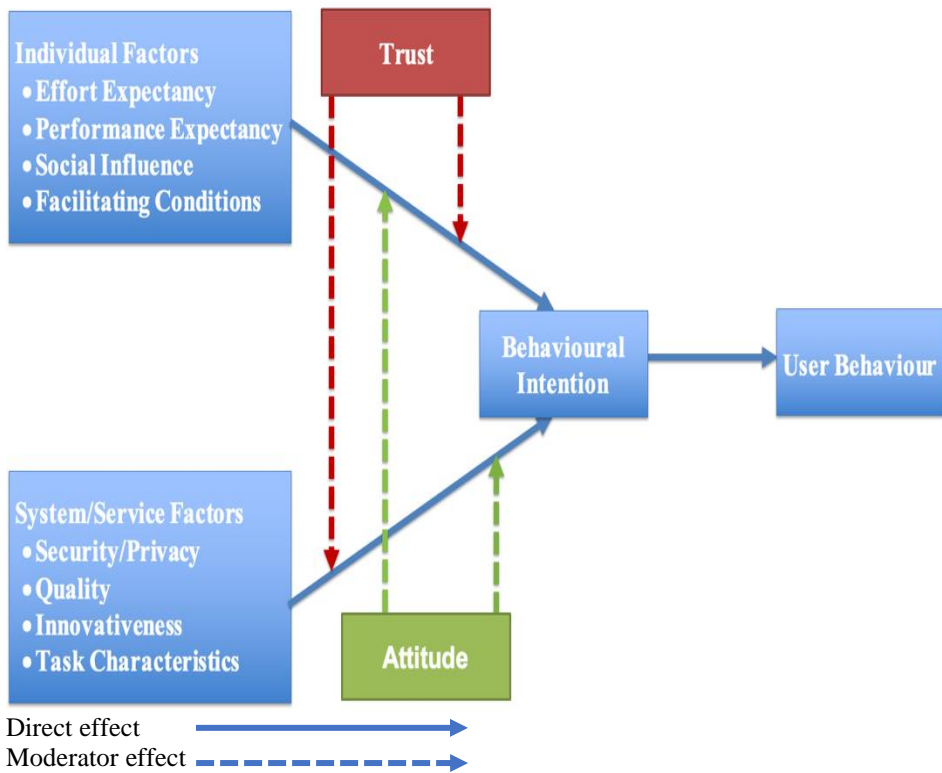 Individual Factors
• Effort Expectancy
• Performance Expectancy
• Social Influence
• Facilitating Conditions
Trust
Behavioural
Intention
User Behaviour
System/Service Factors
• Security/Privacy
• Quality
• Innovativeness
• Task Characteristics
Attitude
Direct effect
Moderator effect